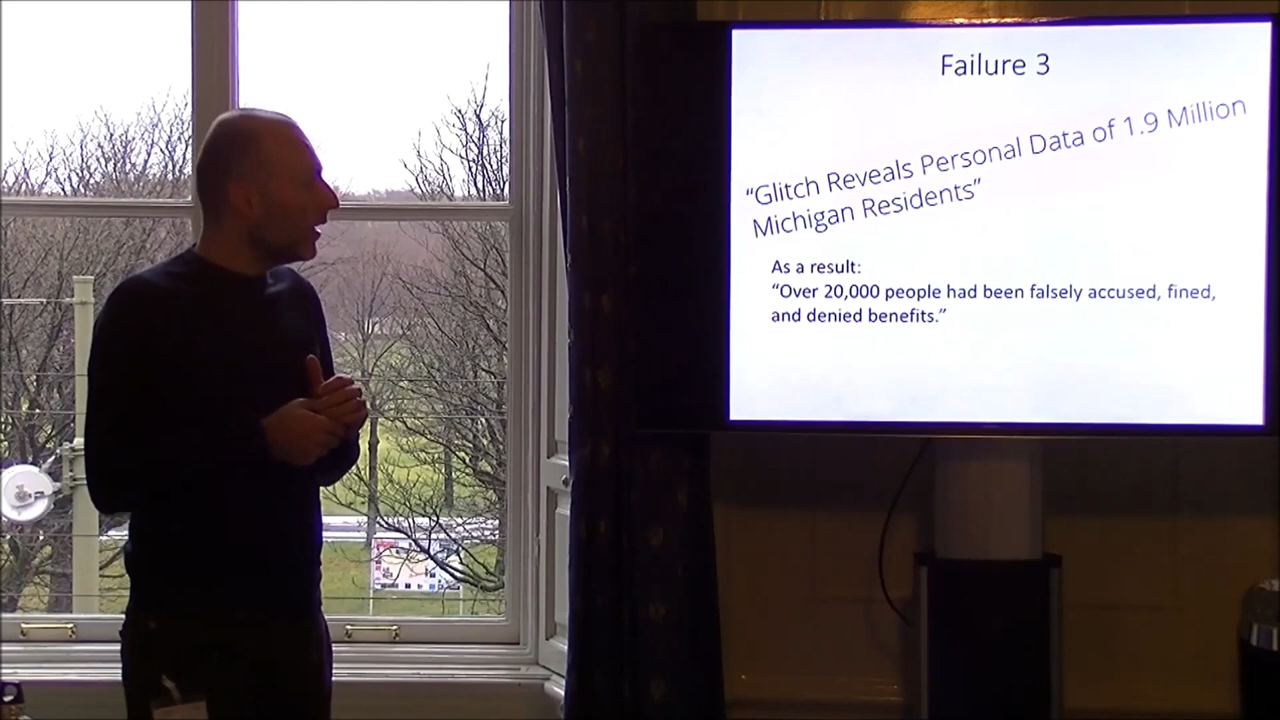 Failure 3
“Glitch Reveals Personal Data of 1.9 Million
Michigan Residents”
As a result:
“Over 20,000 people had been falsely accused, fined,
and denied benefits.”